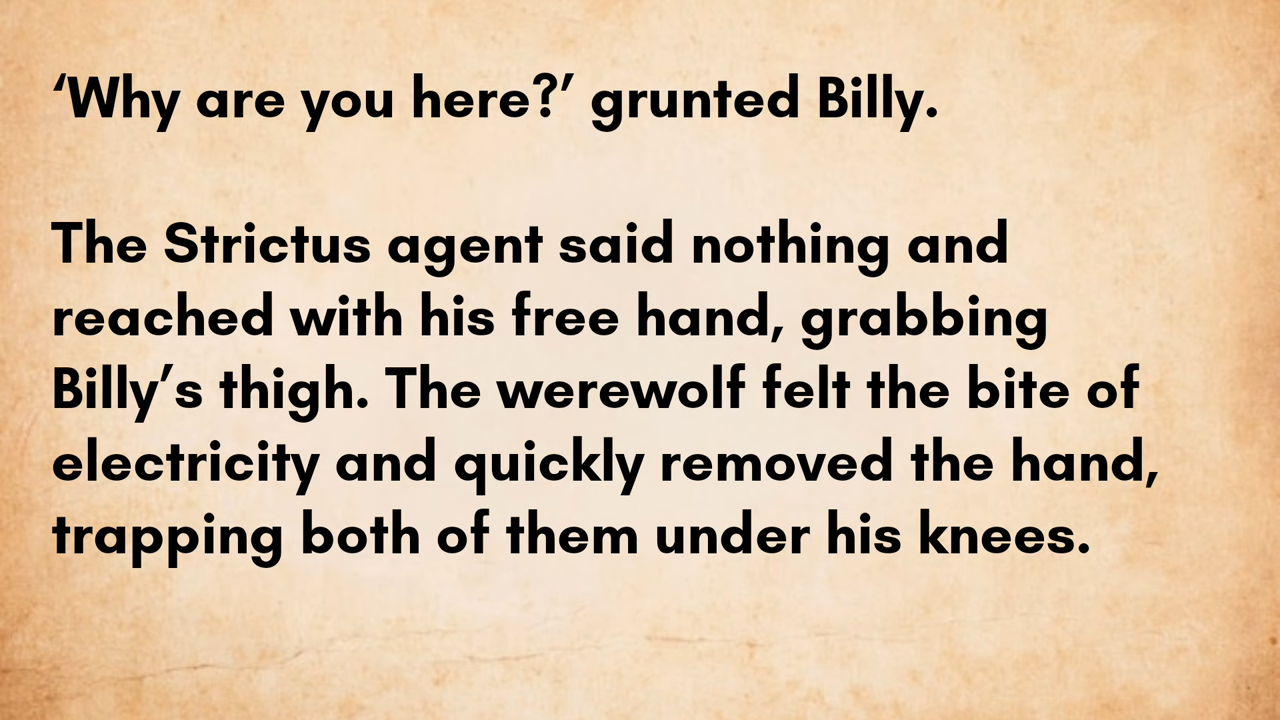 ‘Why are you here?’ grunted Billy.
The Strictus agent said nothing and
reached with his free hand, grabbing
Billy’s thigh. The werewolf felt the bite of
electricity and quickly removed the hand,
trapping both of them under his knees.